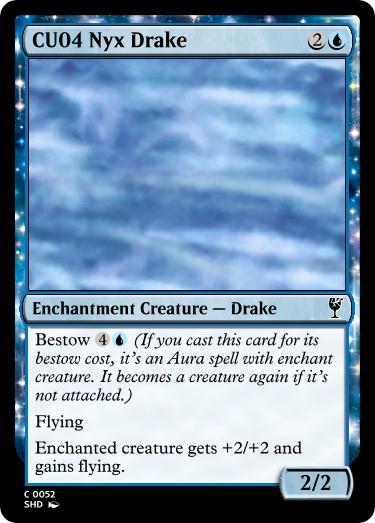 CU04 Nyx Drake 2
Enchantment Creature — Drake
Bestow 4 (If you cast this card for its
bestow cost, it's an Aura spell with enchant
creature. It becomes a creature again if it's
not attached.)
Flying
Enchanted creature gets +2/+2 and
gains flying.
2/2
C 0052
SHD